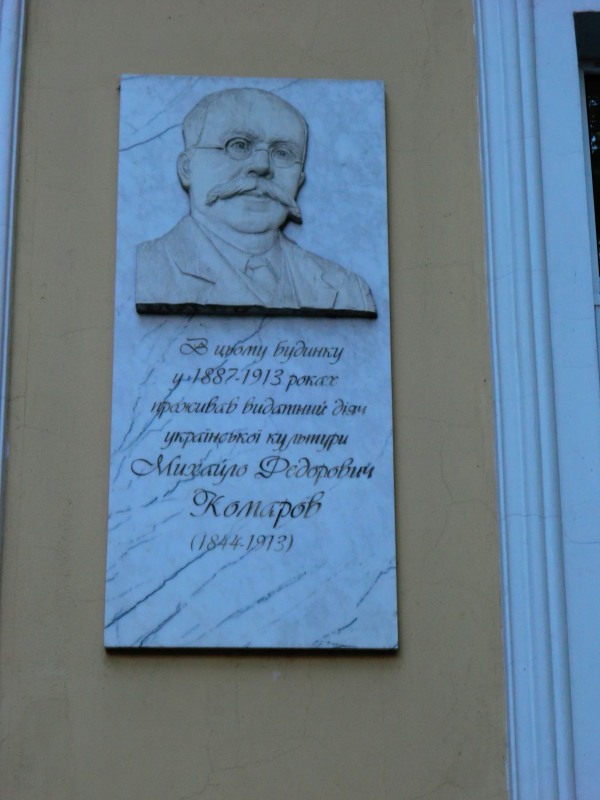 В цьому будинку
у 1887-1913 роках
проживав видатний діяч
української культури
Михайло Федорович
Комаров
(1844-1913)